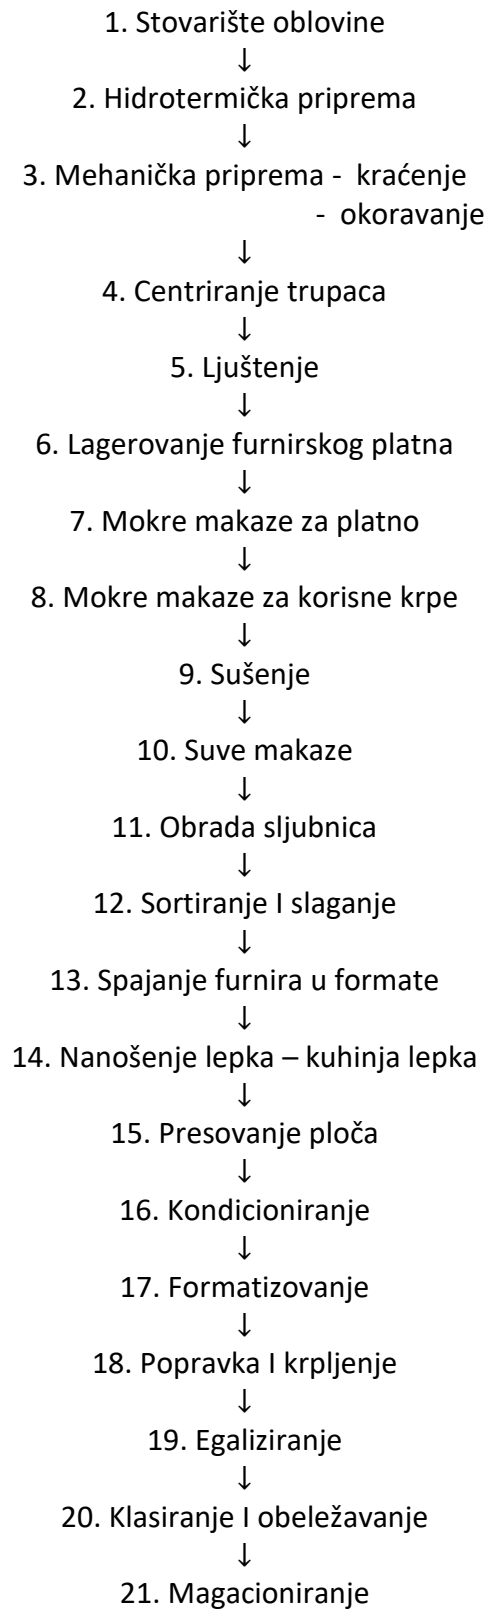 1. Stovarište oblovine
↓
2. Hidrotermička priprema
↓
3. Mehanička priprema - kraćenje
- okoravanje
↓
4. Centriranje trupaca
↓
5. Ljuštenje
↓
6. Lagerovanje furnirskog platna
↓
7. Mokre makaze za platno
↓
8. Mokre makaze za korisne krpe
↓
9. Sušenje
↓
10. Suve makaze
↓
11. Obrada sljubnica
↓
12. Sortiranje I slaganje
↓
13. Spajanje furnira u formate
↓
14. Nanošenje lepka – kuhinja lepka
↓
15. Presovanje ploča
↓
16. Kondicioniranje
↓
17. Formatizovanje
↓
18. Popravka I krpljenje
↓
19. Egaliziranje
↓
20. Klasiranje I obeležavanje
↓
21. Magacioniranje